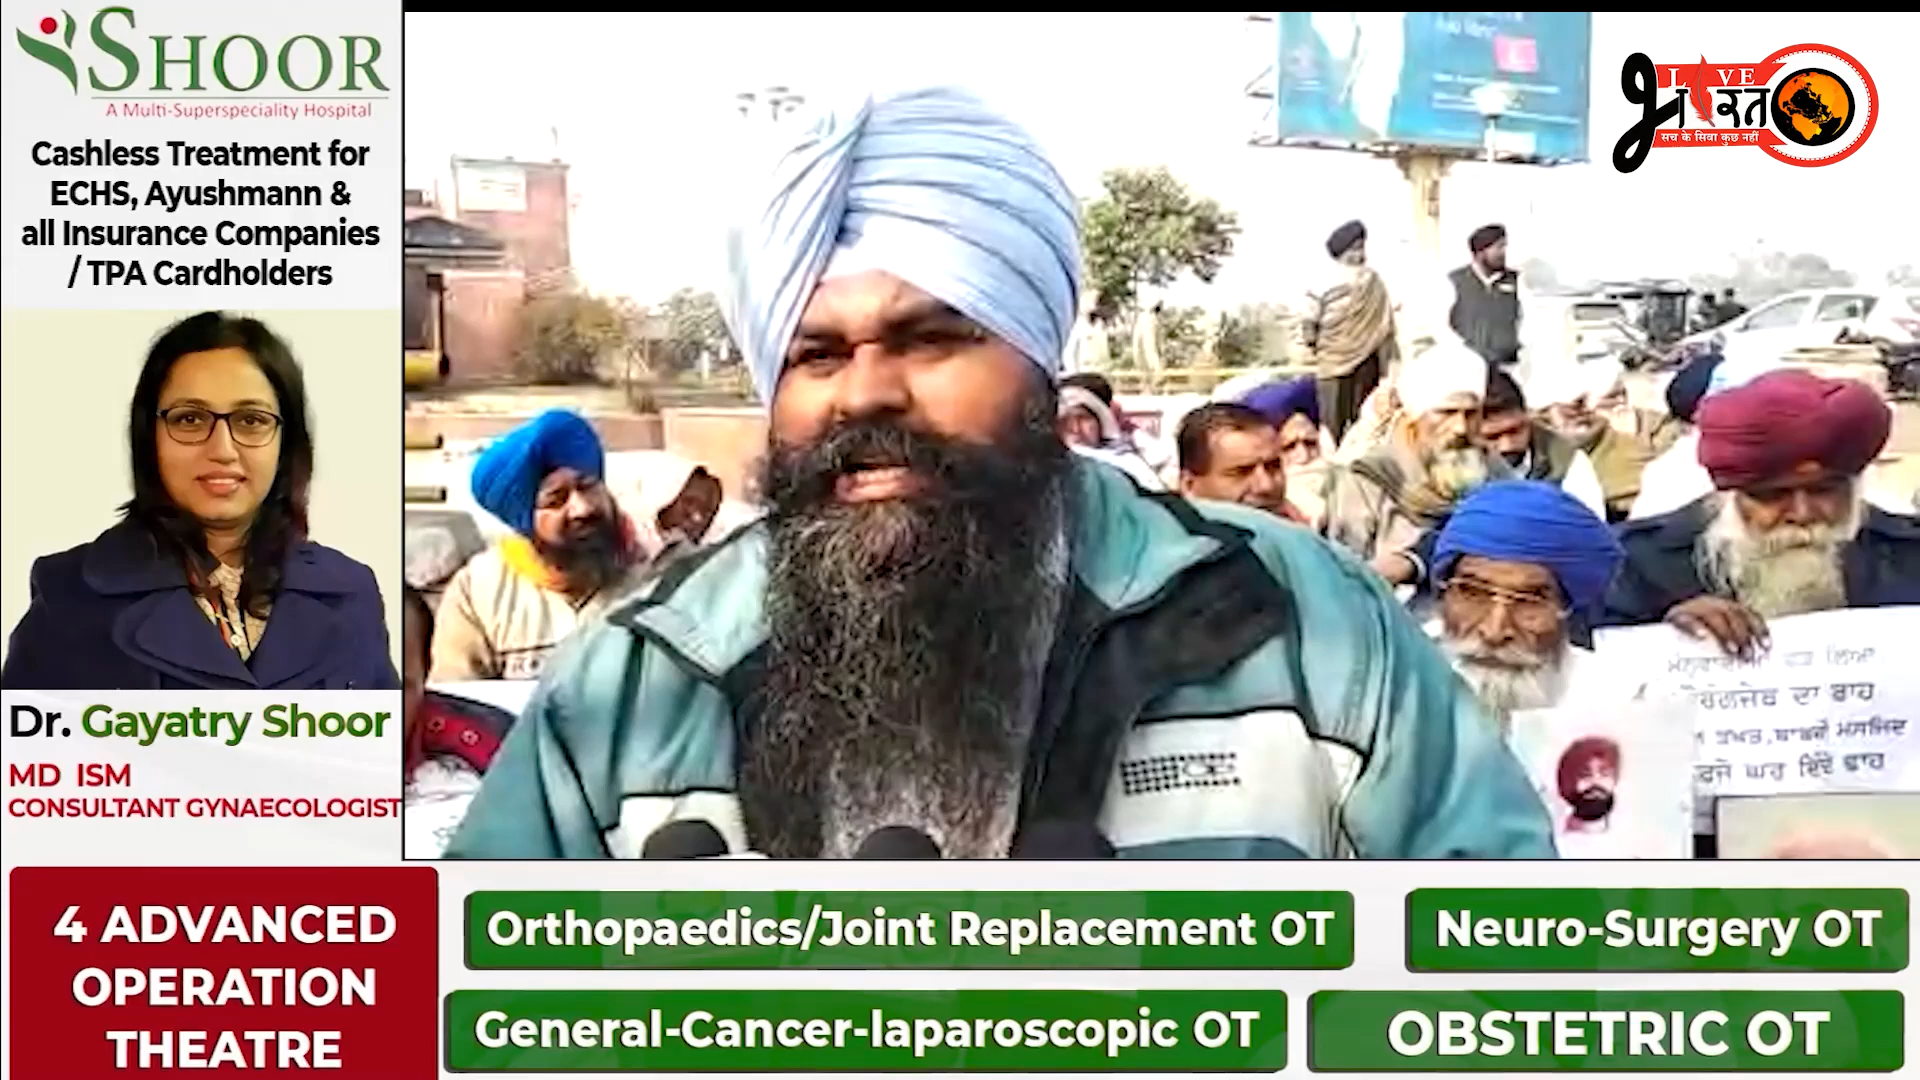 SHOOR
A Multi-Superspeciality Hospital
Cashless Treatment for
ECHS, Ayushmann &
all Insurance Companies
/ TPA Cardholders
Dr. Gayatry Shoor
MD ISM
CONSULTANT GYNAECOLOGIST
LIVE
भारत
सच के सिवा कुछ नहीं
ਦਾ ਰਾਹ
4 ADVANCED
OPERATION
THEATRE
Orthopaedics/Joint Replacement OT
Neuro-Surgery OT
General-Cancer-laparoscopic OT
OBSTETRIC OT